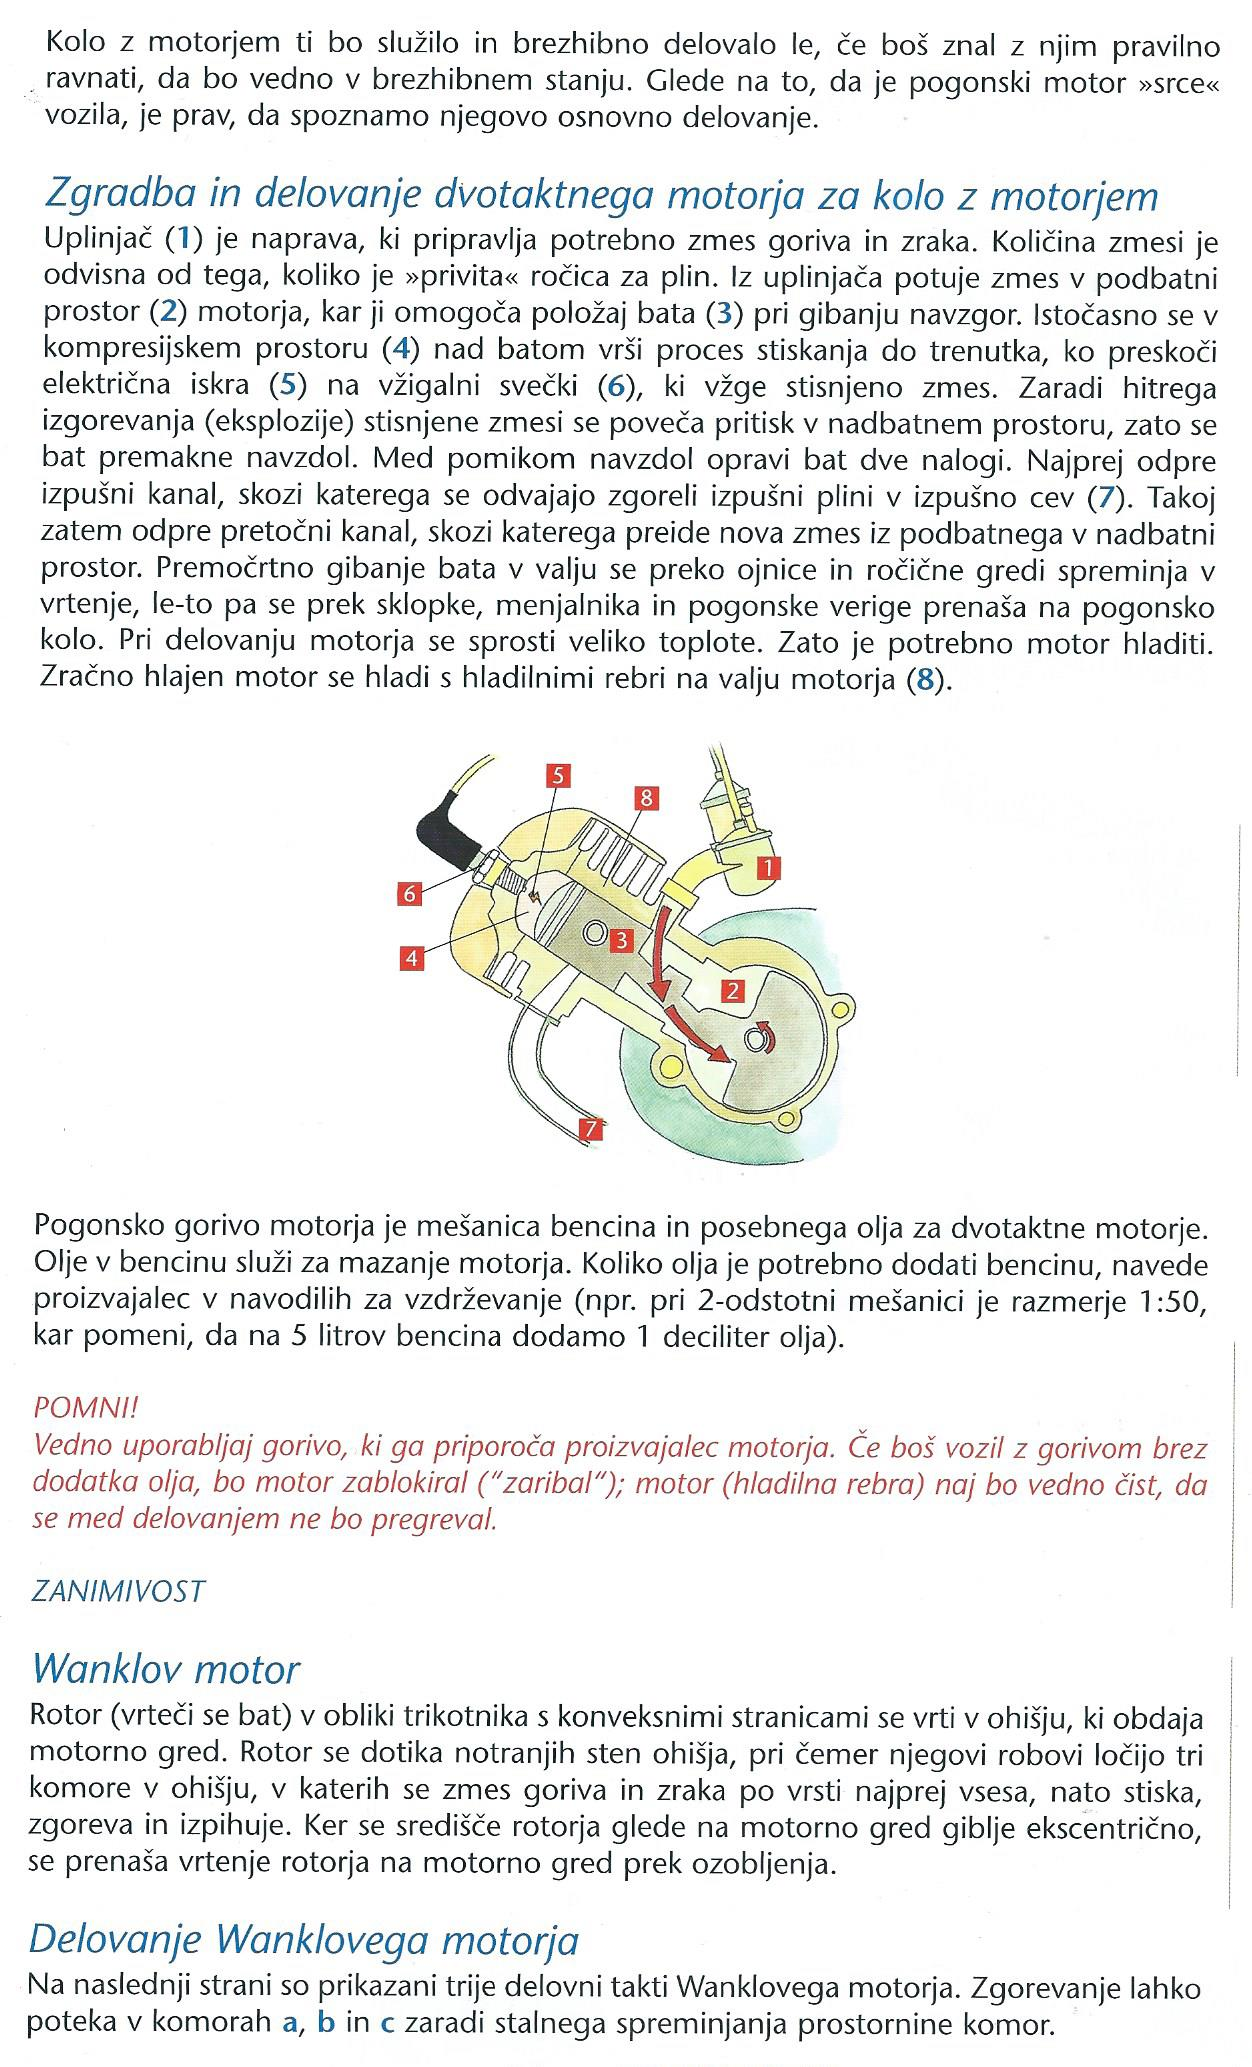 Kolo z motorjem ti bo služilo in brezhibno delovalo le, če boš znal z njim pravilno
ravnati, da bo vedno v brezhibnem stanju. Glede na to, da je pogonski motor »srce«
vozila, je prav, da spoznamo njegovo osnovno delovanje.
Zgradba in delovanje dvotaktnega motorja za kolo z motorjem
Uplinjač (1) je naprava, ki pripravlja potrebno zmes goriva in zraka. Količina zmesi je
odvisna od tega, koliko je »privita« ročica za plin. Iz uplinjača potuje zmes v podbatni
prostor (2) motorja, kar ji omogoča položaj bata (3) pri gibanju navzgor. Istočasno se v
kompresijskem prostoru (4) nad batom vrši proces stiskanja do trenutka, ko preskoči
električna iskra (5) na vžigalni svečki (6), ki vžge stisnjeno zmes. Zaradi hitrega
izgorevanja (eksplozije) stisnjene zmesi se poveča pritisk v nadbatnem prostoru, zato se
bat premakne navzdol. Med pomikom navzdol opravi bat dve nalogi. Najprej odpre
izpušni kanal, skozi katerega se odvajajo zgoreli izpušni plini v izpušno cev (7). Takoj
zatem odpre pretočni kanal, skozi katerega preide nova zmes iz podbatnega v nadbatni
prostor. Premočrtno gibanje bata v valju se preko ojnice in ročične gredi spreminja v
vrtenje, le-to pa se prek sklopke, menjalnika in pogonske verige prenaša na pogonsko
kolo. Pri delovanju motorja se sprosti veliko toplote. Zato je potrebno motor hladiti.
Zračno hlajen motor se hladi s hladilnimi rebri na valju motorja (8).
5
8
1
6
3
4
2
7
Pogonsko gorivo motorja je mešanica bencina in posebnega olja za dvotaktne motorje.
Olje v bencinu služi za mazanje motorja. Koliko olja je potrebno dodati bencinu, navede
proizvajalec v navodilih za vzdrževanje (npr. pri 2-odstotni mešanici je razmerje 1:50,
kar pomeni, da na 5 litrov bencina dodamo 1 deciliter olja).
POMNI!
Vedno uporabljaj gorivo, ki ga priporoča proizvajalec motorja. Če boš vozil z gorivom brez
dodatka olja, bo motor zablokiral ("zaribal"); motor (hladilna rebra) naj bo vedno čist, da
se med delovanjem ne bo pregreval.
ZANIMIVOST
Wanklov motor
Rotor (vrteči se bat) v obliki trikotnika s konveksnimi stranicami se vrti v ohišju, ki obdaja
motorno gred. Rotor se dotika notranjih sten ohišja, pri čemer njegovi robovi ločijo tri
komore v ohišju, v katerih se zmes goriva in zraka po vrsti najprej vsesa, nato stiska,
zgoreva in izpihuje. Ker se središče rotorja glede na motorno gred giblje ekscentrično,
se prenaša vrtenje rotorja na motorno gred prek ozobljenja.
Delovanje Wanklovega motorja
Na naslednji strani so prikazani trije delovni takti Wanklovega motorja. Zgorevanje lahko
poteka v komorah a, b in c zaradi stalnega spreminjanja prostornine komor.